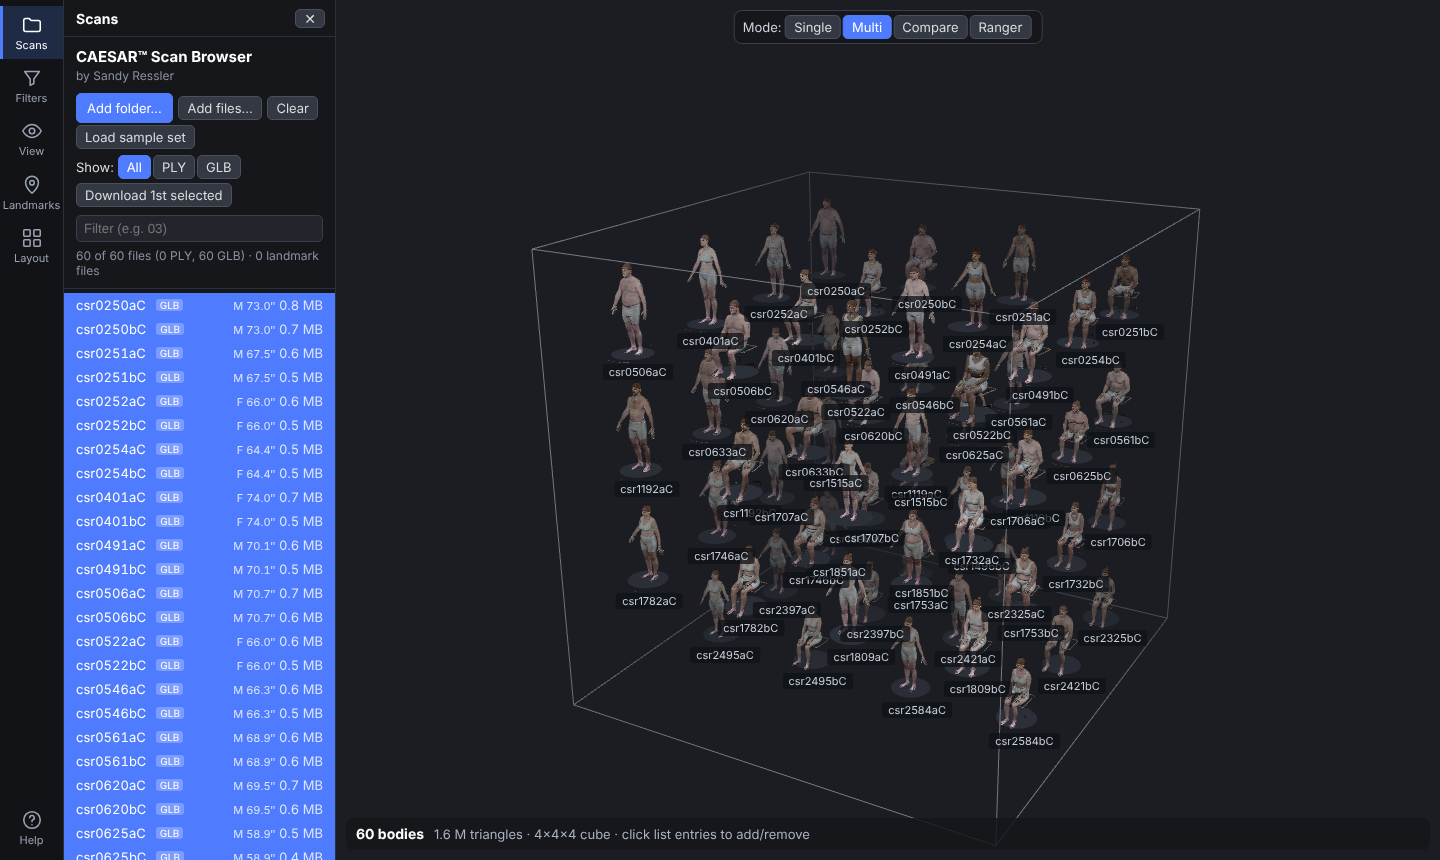 Scans
Filters
View
Landmarks
Layout
Help
Scans
✕
CAESAR™ Scan Browser
by Sandy Ressler
Add folder...
Add files...
Clear
Load sample set
Show:
All
PLY
GLB
Download 1st selected
Filter (e.g. 03)
60 of 60 files (0 PLY, 60 GLB) · 0 landmark
files
csr0250aC GLB M 73.0" 0.8 MB
csr0250bC GLB M 73.0" 0.7 MB
csr0251aC GLB M 67.5" 0.6 MB
csr0251bC GLB M 67.5" 0.5 MB
csr0252aC GLB F 66.0" 0.6 MB
csr0252bC GLB F 66.0" 0.5 MB
csr0254aC GLB F 64.4" 0.5 MB
csr0254bC GLB F 64.4" 0.5 MB
csr0401aC GLB F 74.0" 0.7 MB
csr0401bC GLB F 74.0" 0.5 MB
csr0491aC GLB M 70.1" 0.6 MB
csr0491bC GLB M 70.1" 0.5 MB
csr0506aC GLB M 70.7" 0.7 MB
csr0506bC GLB M 70.7" 0.6 MB
csr0522aC GLB F 66.0" 0.6 MB
csr0522bC GLB F 66.0" 0.5 MB
csr0546aC GLB M 66.3" 0.6 MB
csr0546bC GLB M 66.3" 0.5 MB
csr0561aC GLB M 68.9" 0.6 MB
csr0561bC GLB M 68.9" 0.6 MB
csr0620aC GLB M 69.5" 0.7 MB
csr0620bC GLB M 69.5" 0.6 MB
csr0625aC GLB M 58.9" 0.5 MB
csr0625bC GLB M 58.9" 0.4 MB
Mode:
Single
Multi
Compare
Ranger
csr0250aC
csr0250bC
csr0252aC
csr0251aC
csr0252bC
csr0251bC
csr0401aC
csr0254aC
csr0401bC
csr0254bC
csr0506aC
csr0491aC
csr0506bC
csr0546aC
csr0491bC
csr0546bC
csr0522aC
csr0620aC
csr0561aC
csr0620bC
csr0522bC
csr0561bC
csr0633aC
csr0625aC
csr0633bC
csr0625bC
csr1515aC
csr1192aC
csr1119aC
csr1515bC
csr1707aC
csr1706aC
csr1707bC
csr1706bC
csr1746aC
csr1732aC
csr1851aC
csr1746bC
csr1732bC
csr1851bC
csr1782aC
csr1753aC
csr2397aC
csr2325aC
csr1782bC
csr2397bC
csr1753bC
csr2325bC
csr2495aC
csr1809aC
csr2421aC
csr2495bC
csr1809bC
csr2421bC
csr2584aC
csr2584bC
60 bodies 1.6 M triangles · 4×4×4 cube · click list entries to add/remove